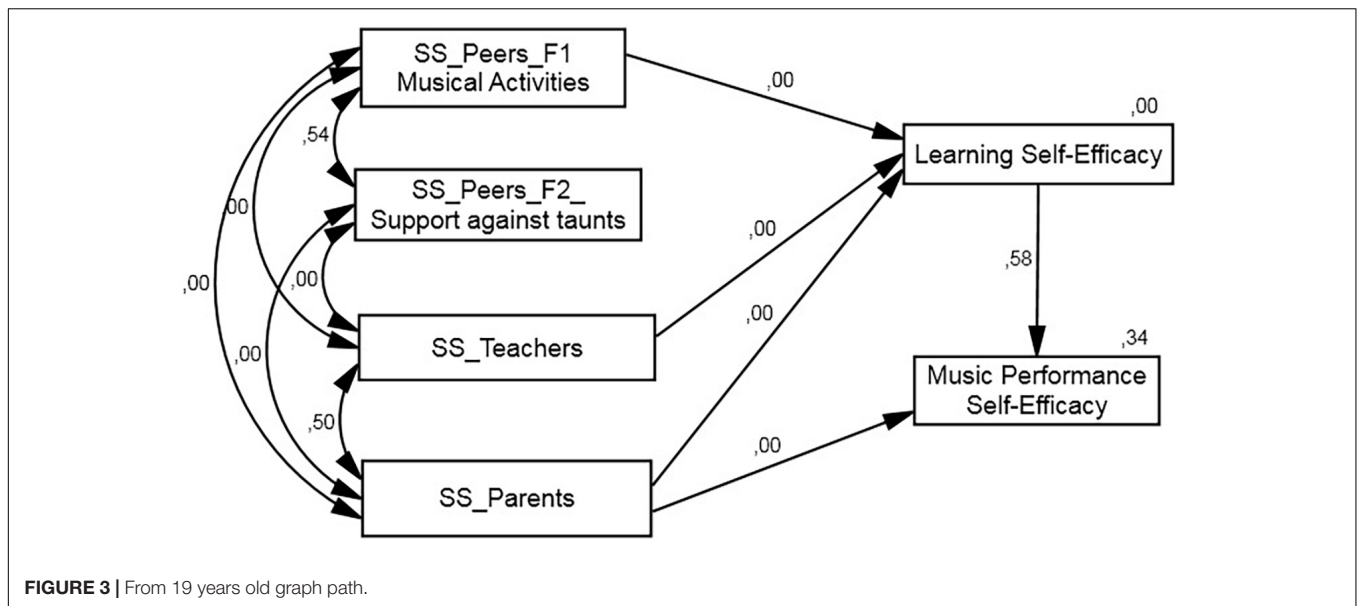 SS_Peers_F1
Musical Activities
,00
,00
Learning Self-Efficacy
,54
SS_Peers_F2_
Support against taunts
,00
,00
,00
,00
,58
,00
,00
SS_Teachers
,34
Music Performance
Self-Efficacy
,50
,00
SS_Parents
FIGURE 3 | From 19 years old graph path.